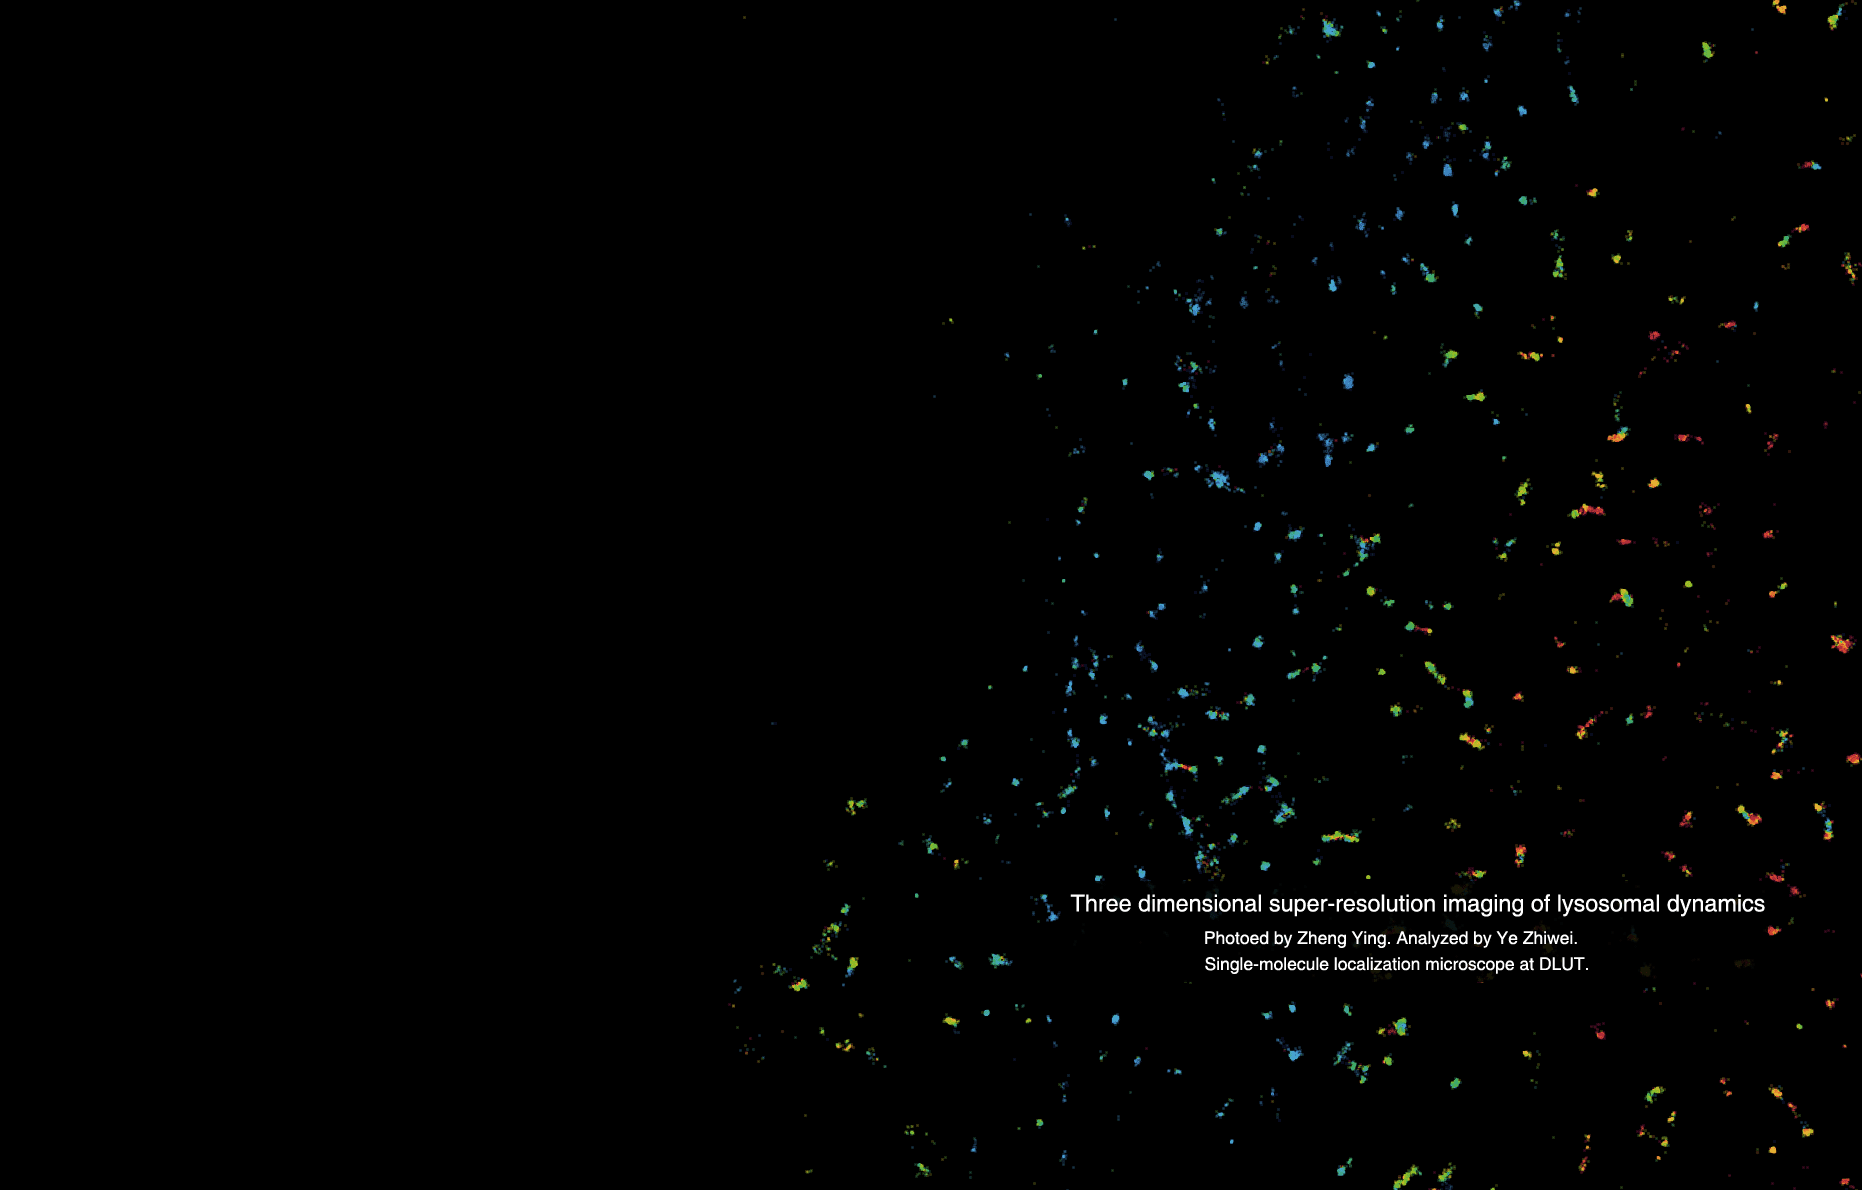 Three dimensional super-resolution imaging of lysosomal dynamics
Photoed by Zheng Ying. Analyzed by Ye Zhiwei.
Single-molecule localization microscope at DLUT.